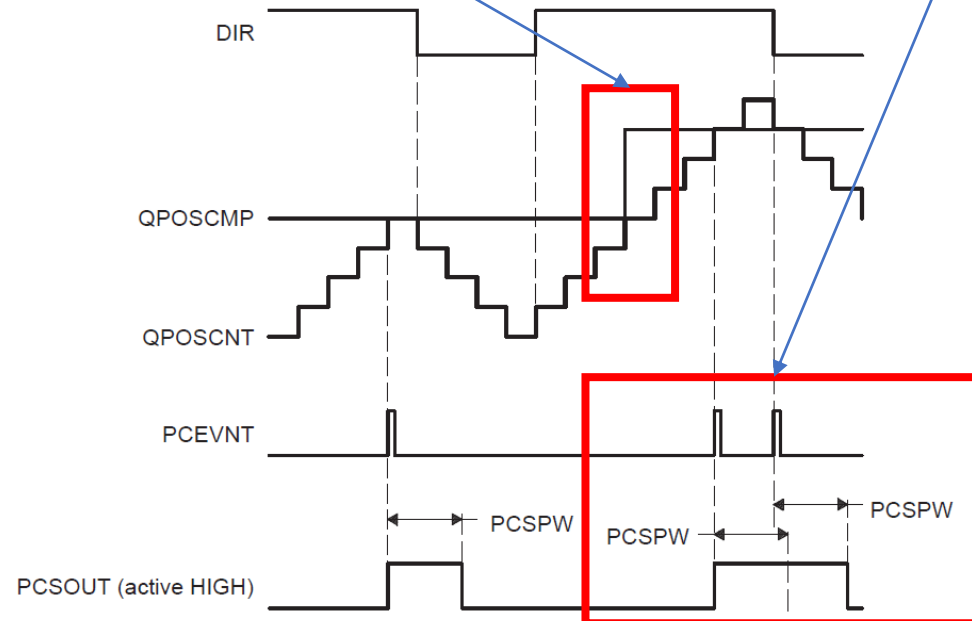 DIR
QPOSCMP
QPOSCNT
PCEVNT
PCSPW
PCSPW
PCSPW
PCSOUT (active HIGH)